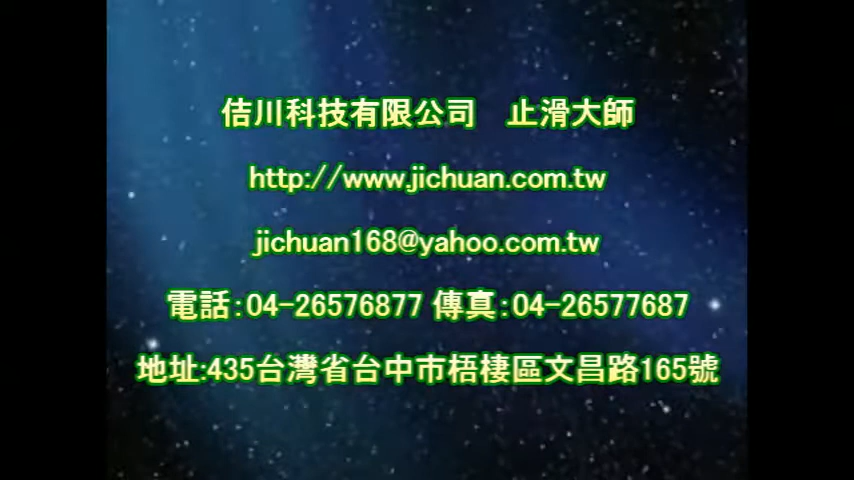 佶川科技有限公司　止滑大師
http://www.jichuan.com.tw
jichuan168@yahoo.com.tw
電話:04-26576877 傳真:04-26577687
地址:435台灣省台中市梧棲區文昌路165號